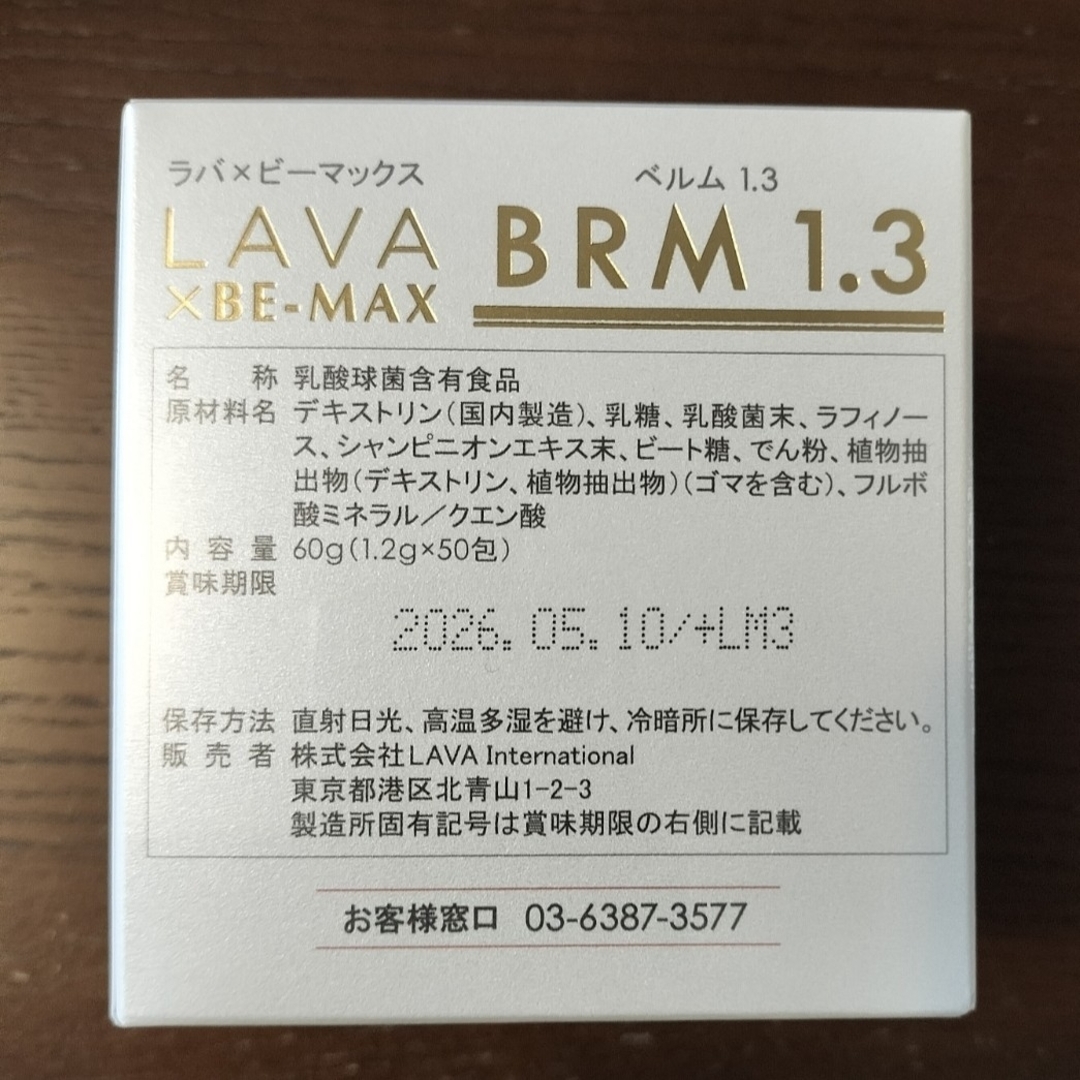 ラバ×ビーマックス
LAVA
×BE-MAX
ベルム 1.3
BRM 1.3
名称 乳酸球菌含有食品
原材料名 デキストリン(国内製造)、乳糖、乳酸菌末、ラフィノー
ス、シャンピニオンエキス末、ビート糖、でん粉、植物抽
出物(デキストリン、植物抽出物)(ゴマを含む)、フルボ
酸ミネラル/クエン酸
内容量 60g(1.2g×50包)
賞味期限
2026.05.10/+LM3
保存方法 直射日光、高温多湿を避け、冷暗所に保存してください。
販売者 株式会社LAVA International
東京都港区北青山1-2-3
製造所固有記号は賞味期限の右側に記載
お客様窓口 03-6387-3577